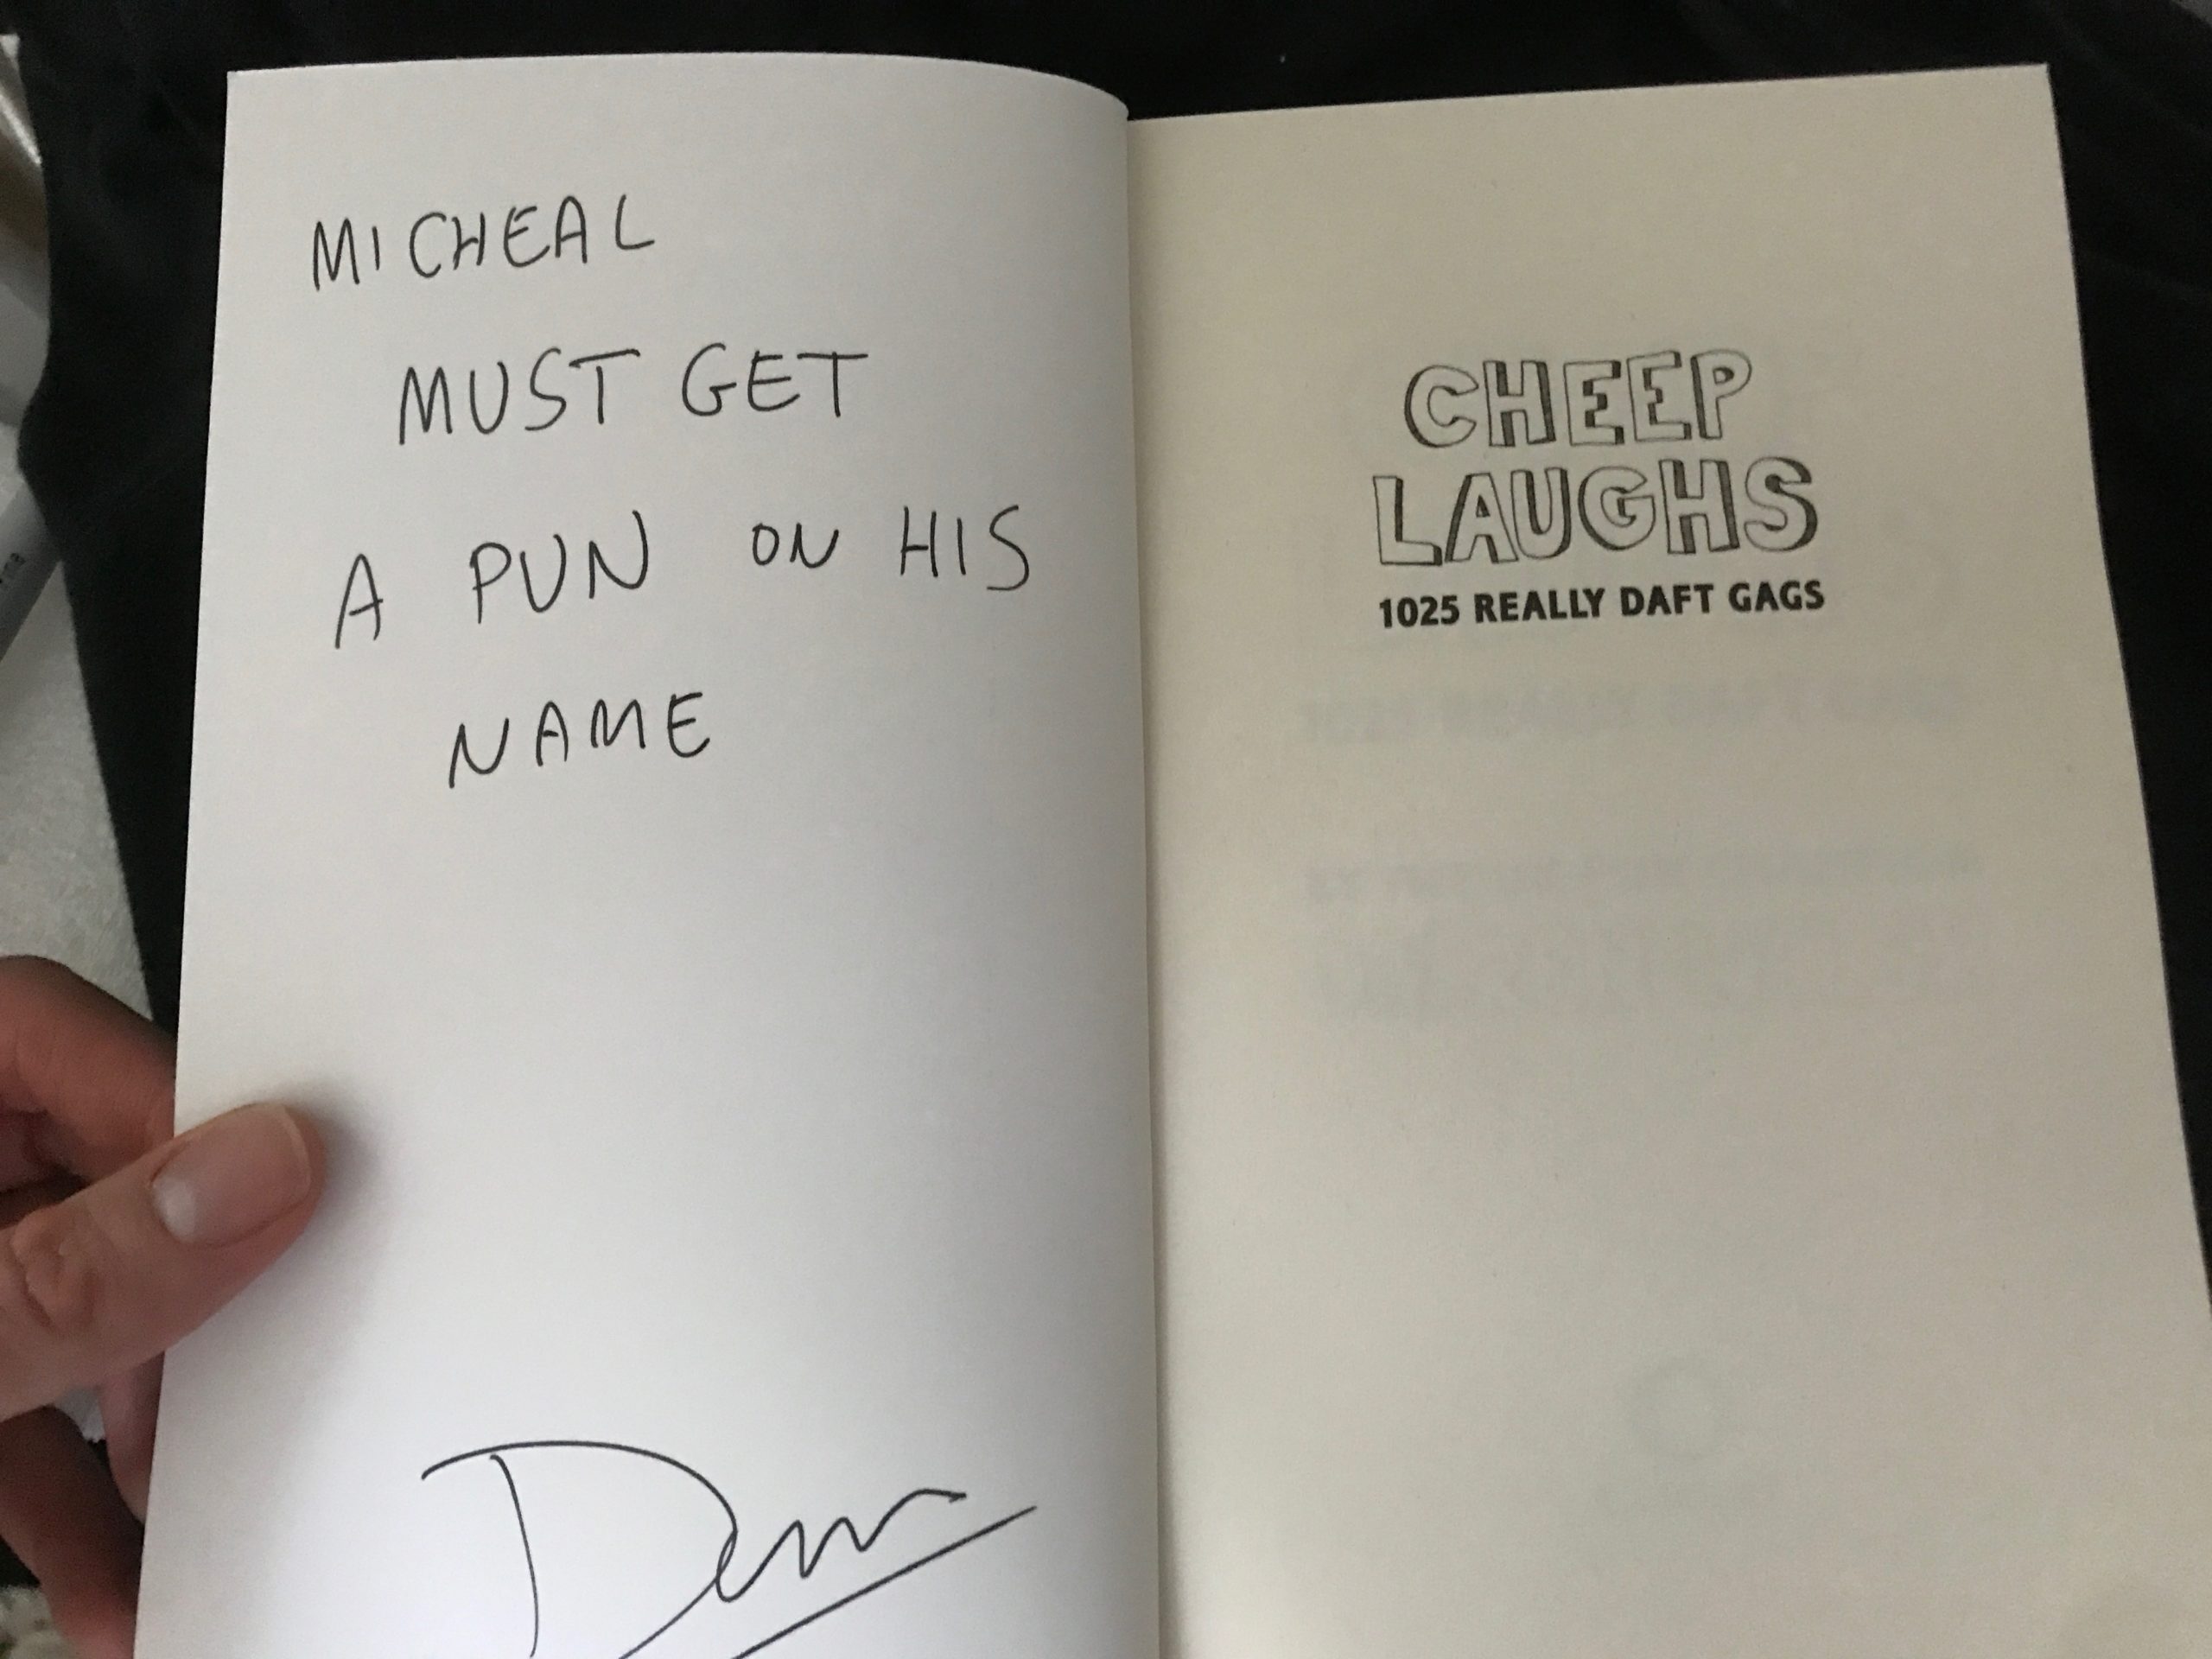 MICHEAL
MUST GET
A PUN ON HIS
NAME
CHEEP
LAUGHS
1025 REALLY DAFT GAGS